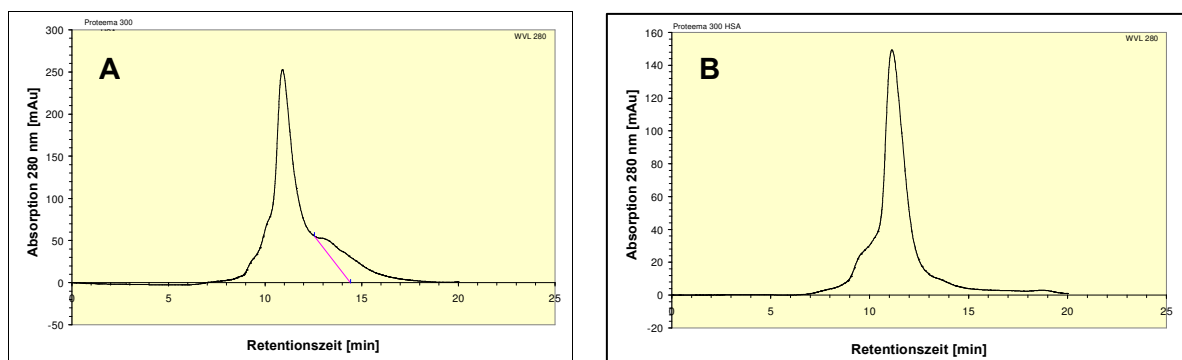 Proteema 300
HSA
WVL 280
A
Absorption 280 nm [mAu]
300
250
200
150
100
50
0
-50
0
5
10
15
20
25
Retentionszeit [min]
Proteema 300 HSA
WVL 280
B
Absorption 280 nm [mAu]
160
140
120
100
80
60
40
20
0
-20
0
5
10
15
20
25
Retentionszeit [min]